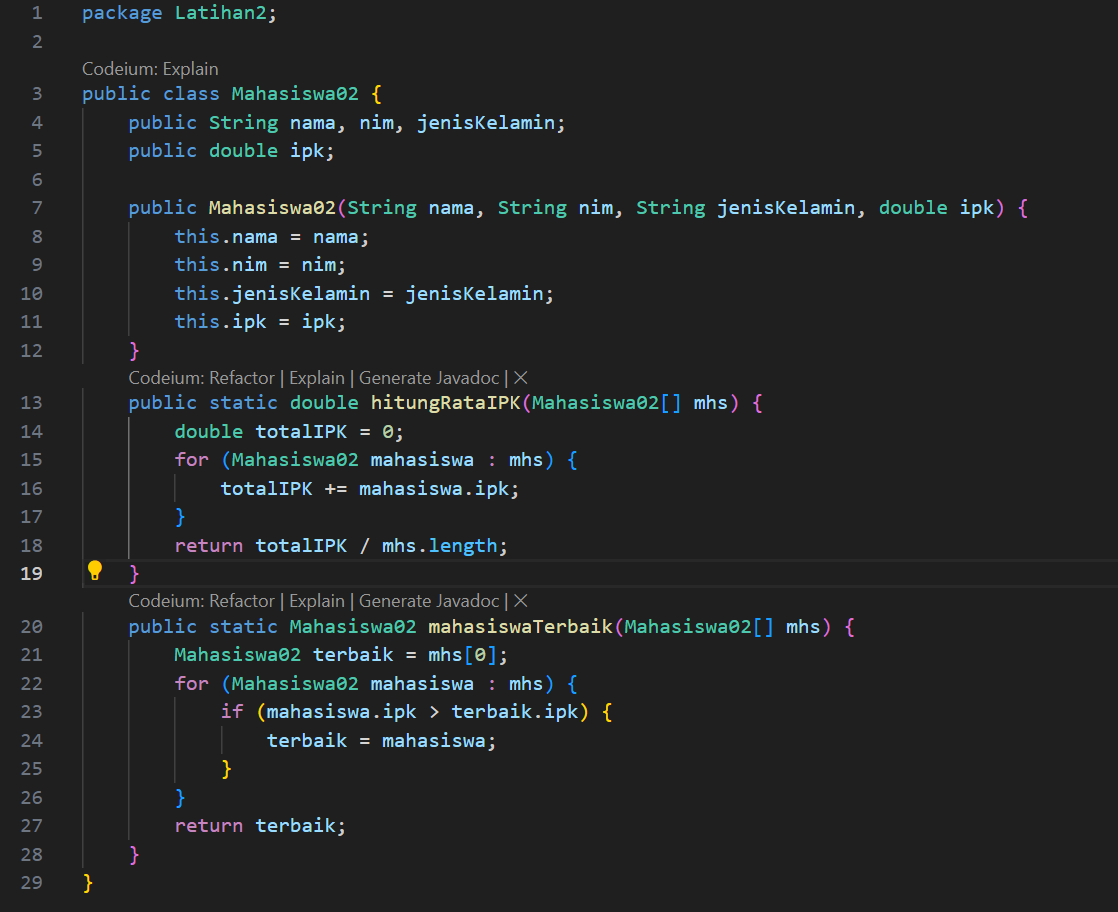 1 package Latihan2;
2
Codeium: Explain
3 public class Mahasiswa02 {
4     public String nama, nim, jenisKelamin;
5     public double ipk;
6
7     public Mahasiswa02(String nama, String nim, String jenisKelamin, double ipk) {
8         this.nama = nama;
9         this.nim = nim;
10         this.jenisKelamin = jenisKelamin;
11         this.ipk = ipk;
12     }
Codeium: Refactor | Explain | Generate Javadoc | ×
13     public static double hitungRataIPK(Mahasiswa02[] mhs) {
14         double totalIPK = 0;
15         for (Mahasiswa02 mahasiswa : mhs) {
16             totalIPK += mahasiswa.ipk;
17         }
18         return totalIPK / mhs.length;
19     }
Codeium: Refactor | Explain | Generate Javadoc | ×
20     public static Mahasiswa02 mahasiswaTerbaik(Mahasiswa02[] mhs) {
21         Mahasiswa02 terbaik = mhs[0];
22         for (Mahasiswa02 mahasiswa : mhs) {
23             if (mahasiswa.ipk > terbaik.ipk) {
24                 terbaik = mahasiswa;
25             }
26         }
27         return terbaik;
28     }
29 }